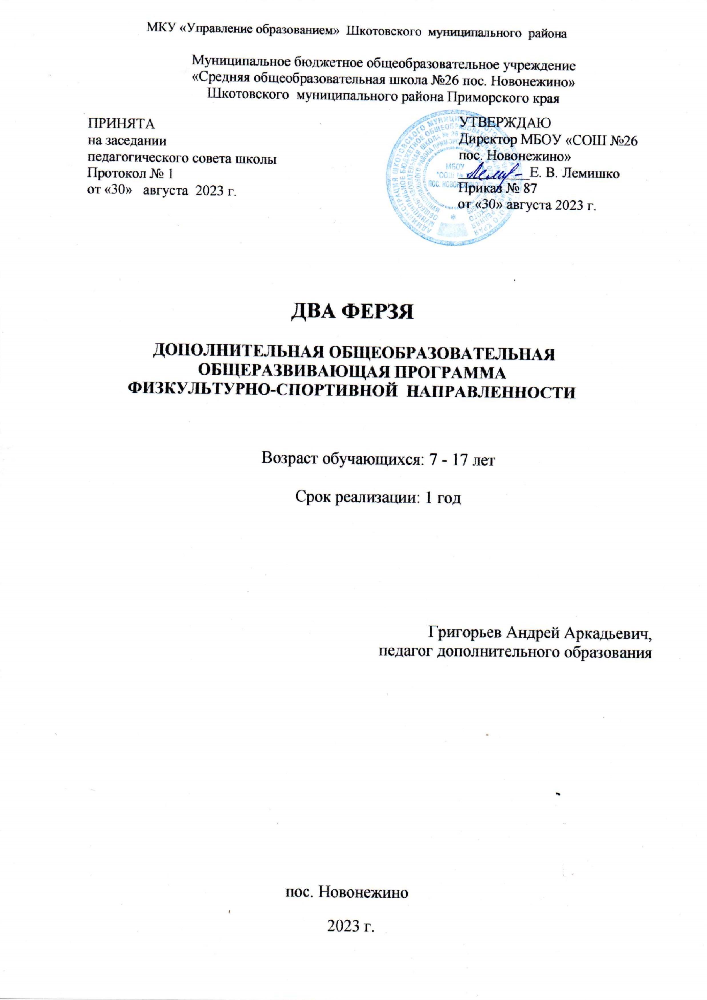 МКУ «Управление образованием» Шкотовского муниципального района
Муниципальное бюджетное общеобразовательное учреждение
«Средняя общеобразовательная школа №26 пос. Новонежино»
Шкотовского муниципального района Приморского края
ПРИНЯТА
на заседании
педагогического совета школы
Протокол № 1
от «30» августа 2023 г.
УТВЕРЖДАЮ
Директор МБОУ «СОШ №26
пос. Новонежино»
__________Е. В. Лемишко
Приказ № 87
от «30» августа 2023 г.
МБОУ
"СОШ №
ПОС. НОВОНЕЖИНО"
ДВА ФЕРЗЯ
ДОПОЛНИТЕЛЬНАЯ ОБЩЕОБРАЗОВАТЕЛЬНАЯ
ОБЩЕРАЗВИВАЮЩАЯ ПРОГРАММА
ФИЗКУЛЬТУРНО-СПОРТИВНОЙ НАПРАВЛЕННОСТИ
Возраст обучающихся: 7 - 17 лет
Срок реализации: 1 год
Григорьев Андрей Аркадьевич,
педагог дополнительного образования
пос. Новонежино
2023 г.